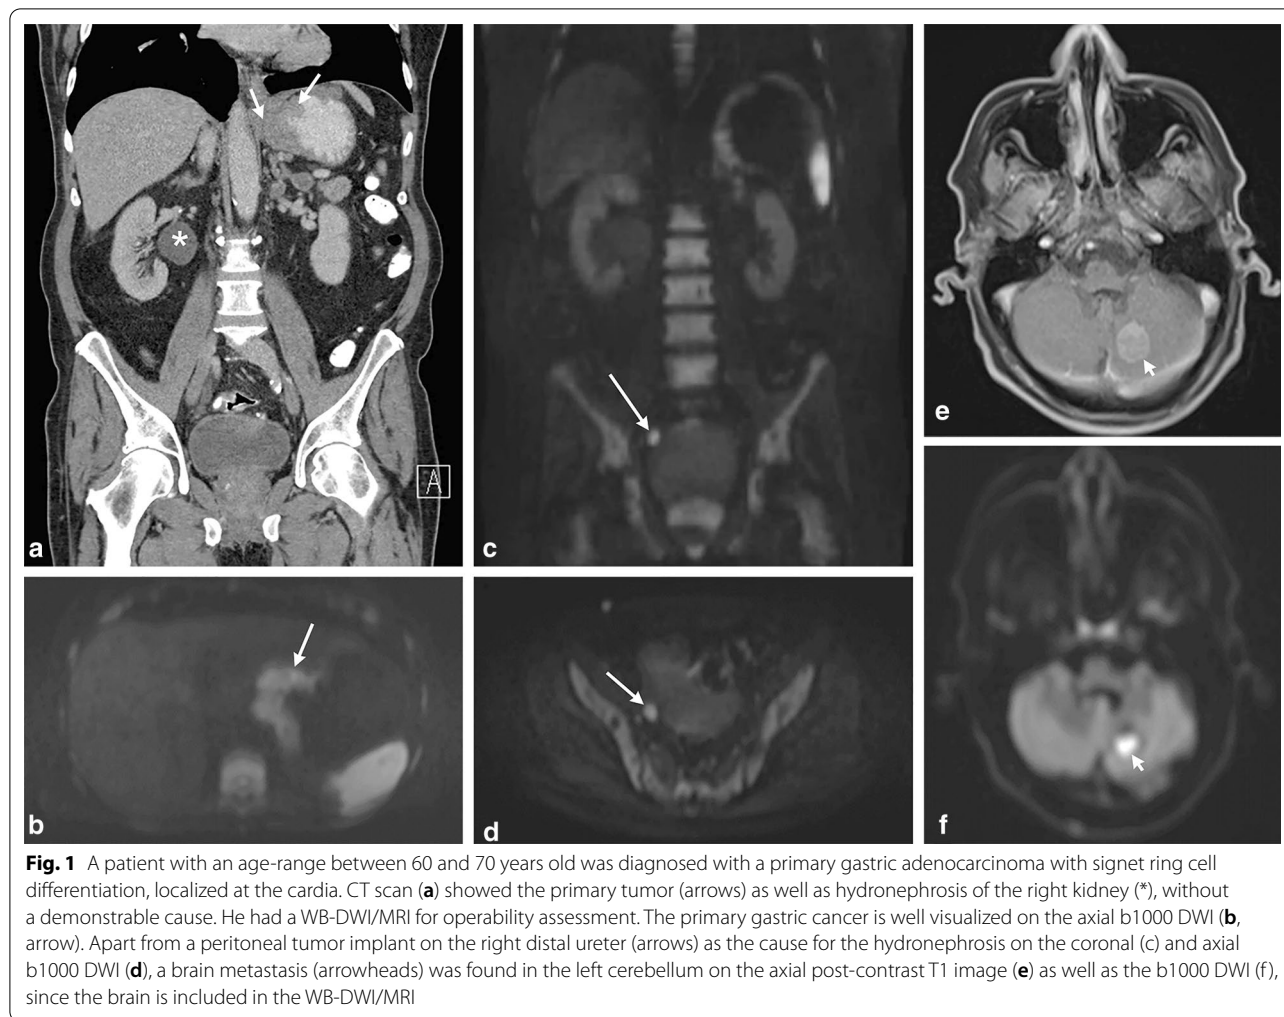 *
A
a
b
c
d
e
f
Fig. 1 A patient with an age-range between 60 and 70 years old was diagnosed with a primary gastric adenocarcinoma with signet ring cell
differentiation, localized at the cardia. CT scan (a) showed the primary tumor (arrows) as well as hydronephrosis of the right kidney (*), without
a demonstrable cause. He had a WB-DWI/MRI for operability assessment. The primary gastric cancer is well visualized on the axial b1000 DWI (b,
arrow). Apart from a peritoneal tumor implant on the right distal ureter (arrows) as the cause for the hydronephrosis on the coronal (c) and axial
b1000 DWI (d), a brain metastasis (arrowheads) was found in the left cerebellum on the axial post-contrast T1 image (e) as well as the b1000 DWI (f),
since the brain is included in the WB-DWI/MRI